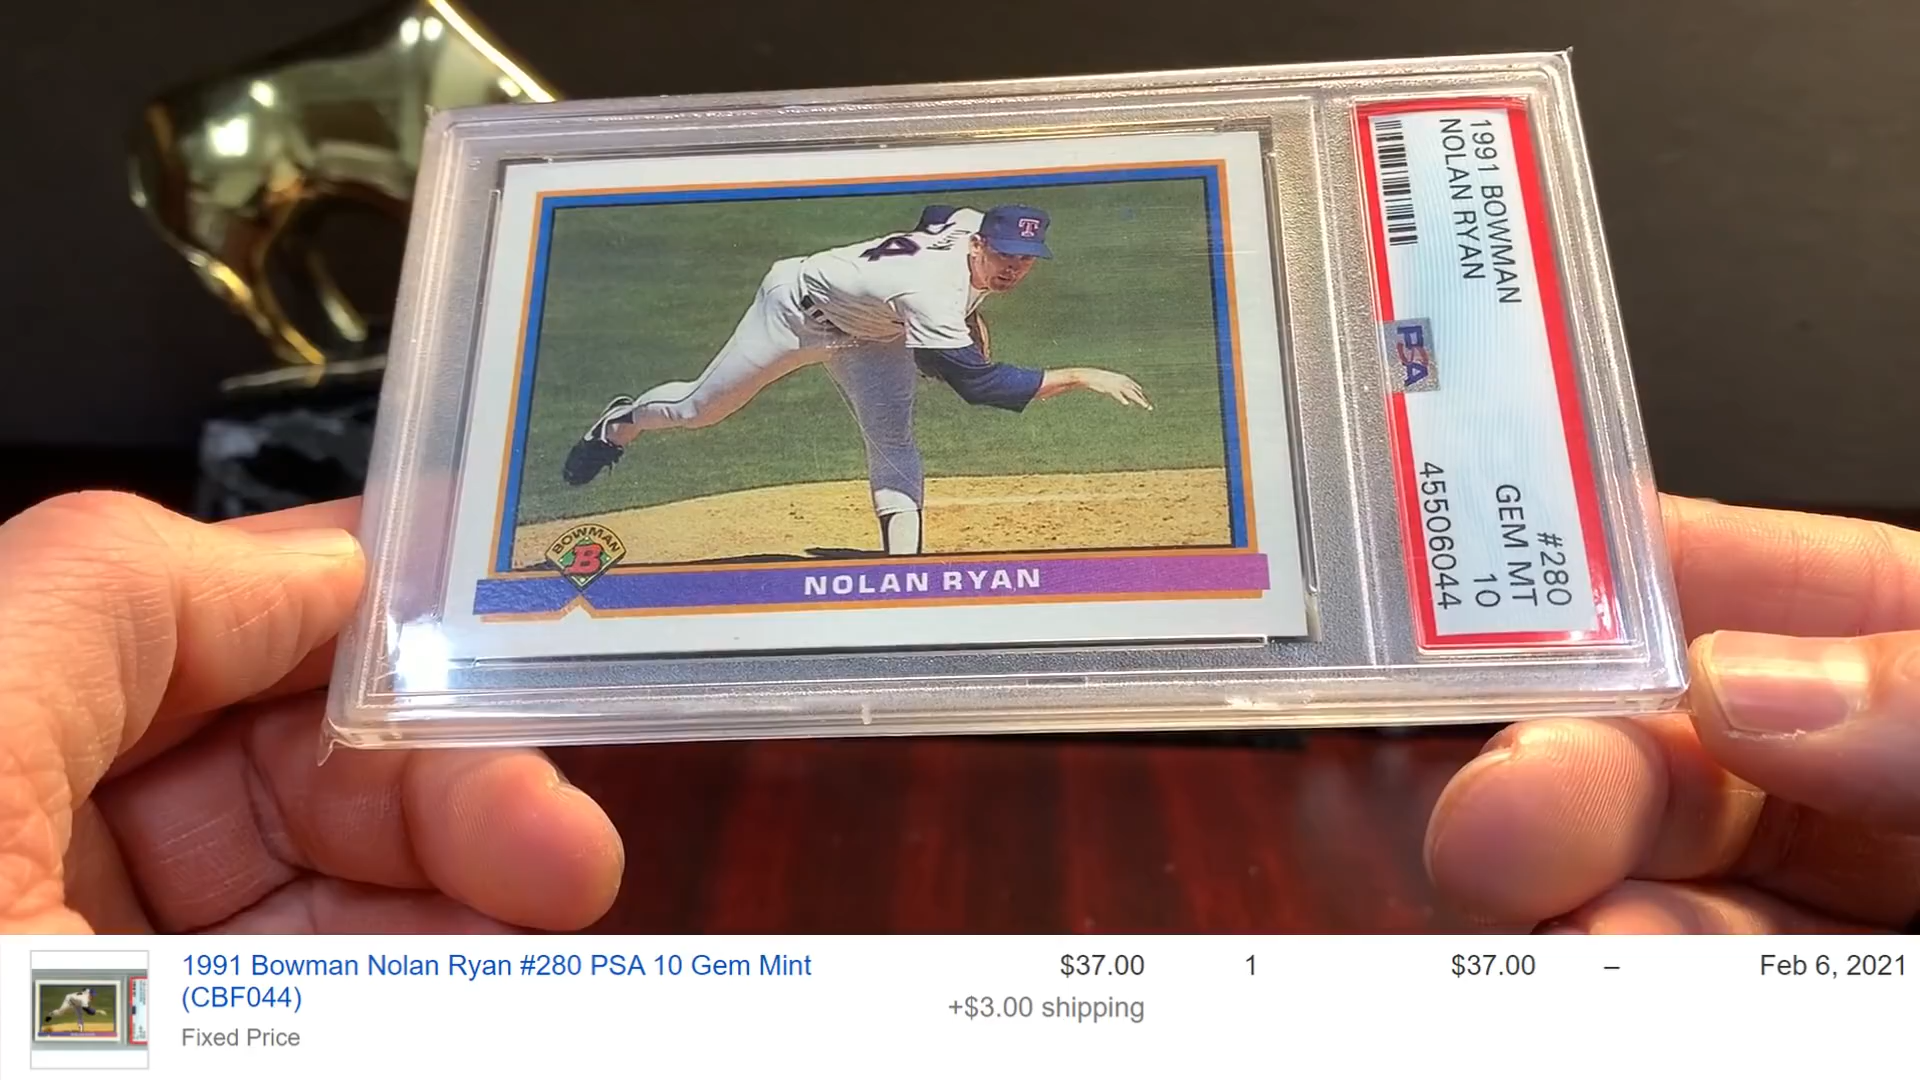 1991 BOWMAN #280
NOLAN RYAN GEM MT
10
PSA 45506044
T
4
BOWMAN
B
NOLAN RYAN
1991 Bowman Nolan Ryan #280 PSA 10 Gem Mint $37.00 1 $37.00 – Feb 6, 2021
(CBF044) +$3.00 shipping
Fixed Price